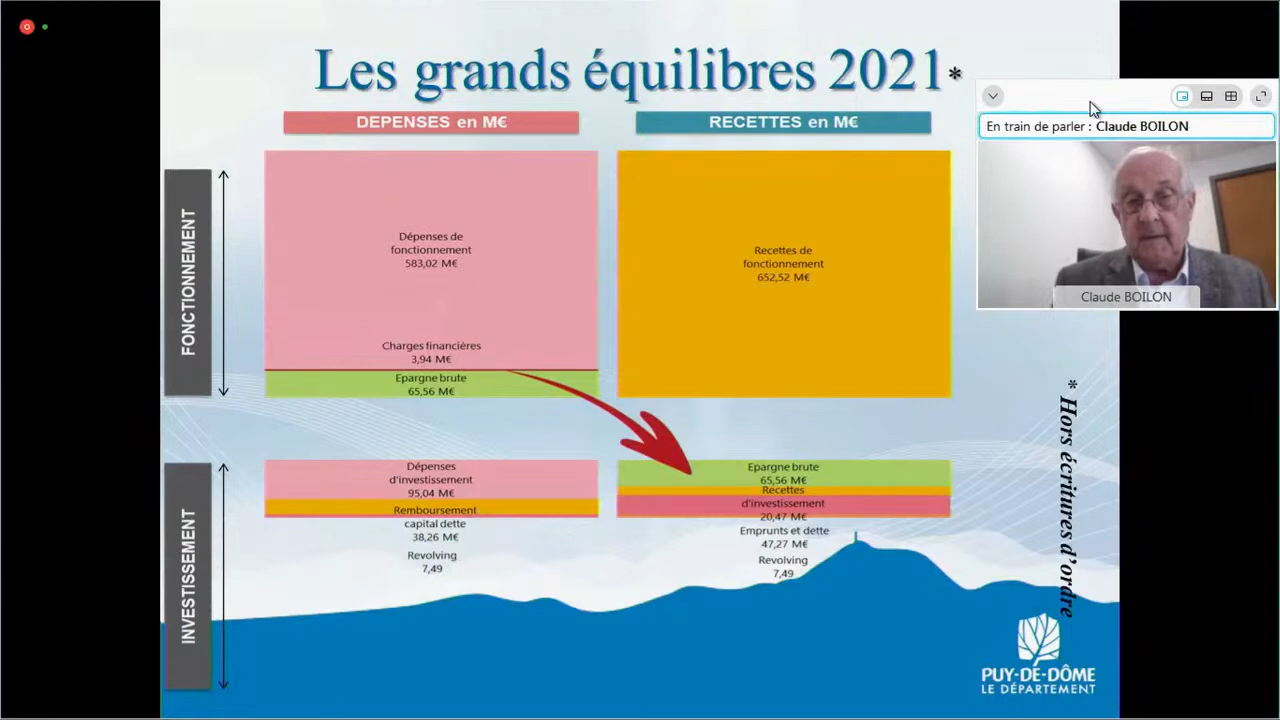 Les grands équilibres 2021*
DEPENSES en M€
RECETTES en M€
En train de parler : Claude BOILON
Claude BOILON
FONCTIONNEMENT
Dépenses de
fonctionnement
583,02 M€
Charges financières
3,94 M€
Epargne brute
65,56 M€
Recettes de
fonctionnement
652,52 M€
INVESTISSEMENT
Dépenses
d'investissement
95,04 M€
Remboursement
capital dette
38,26 M€
Revolving
7,49
Epargne brute
65,56 M€
Recettes
d'investissement
20,47 M€
Emprunts et dette
47,27 M€
Revolving
7,49
* Hors écritures d'ordre
PUY-DE-DÔME
LE DÉPARTEMENT